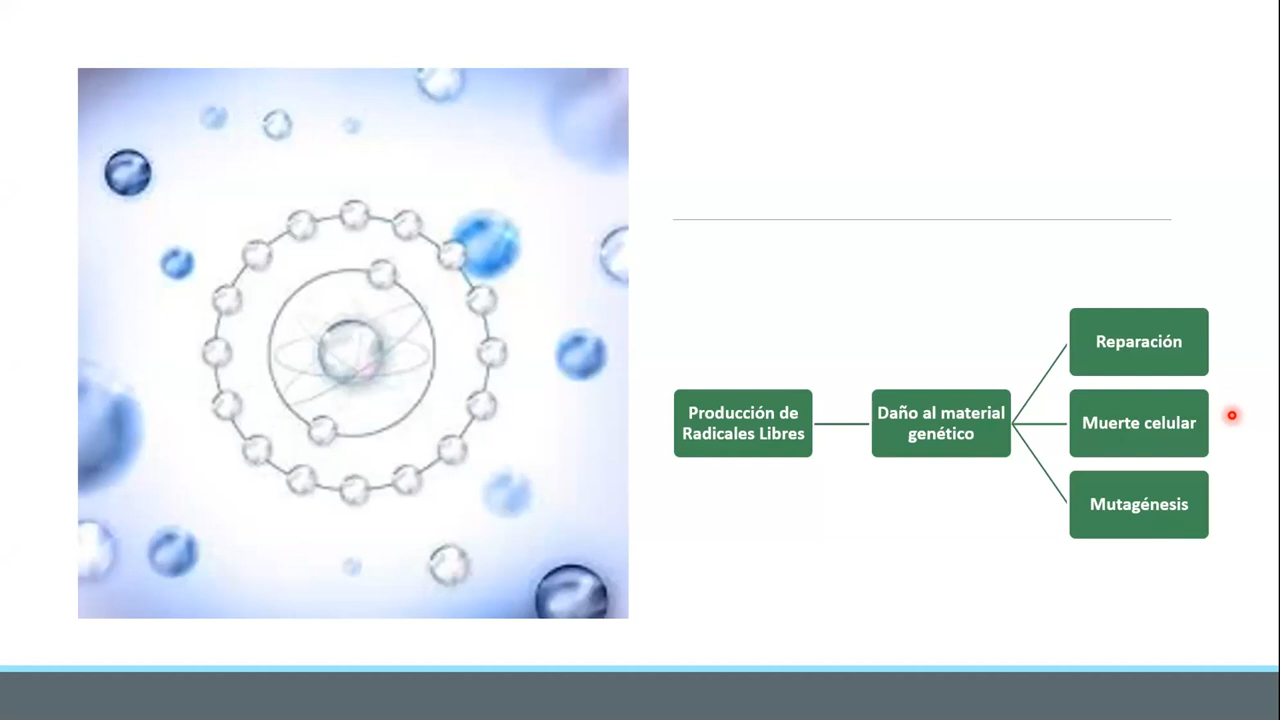 Producción de
Radicales Libres
Daño al material
genético
Reparación
Muerte celular
Mutagénesis